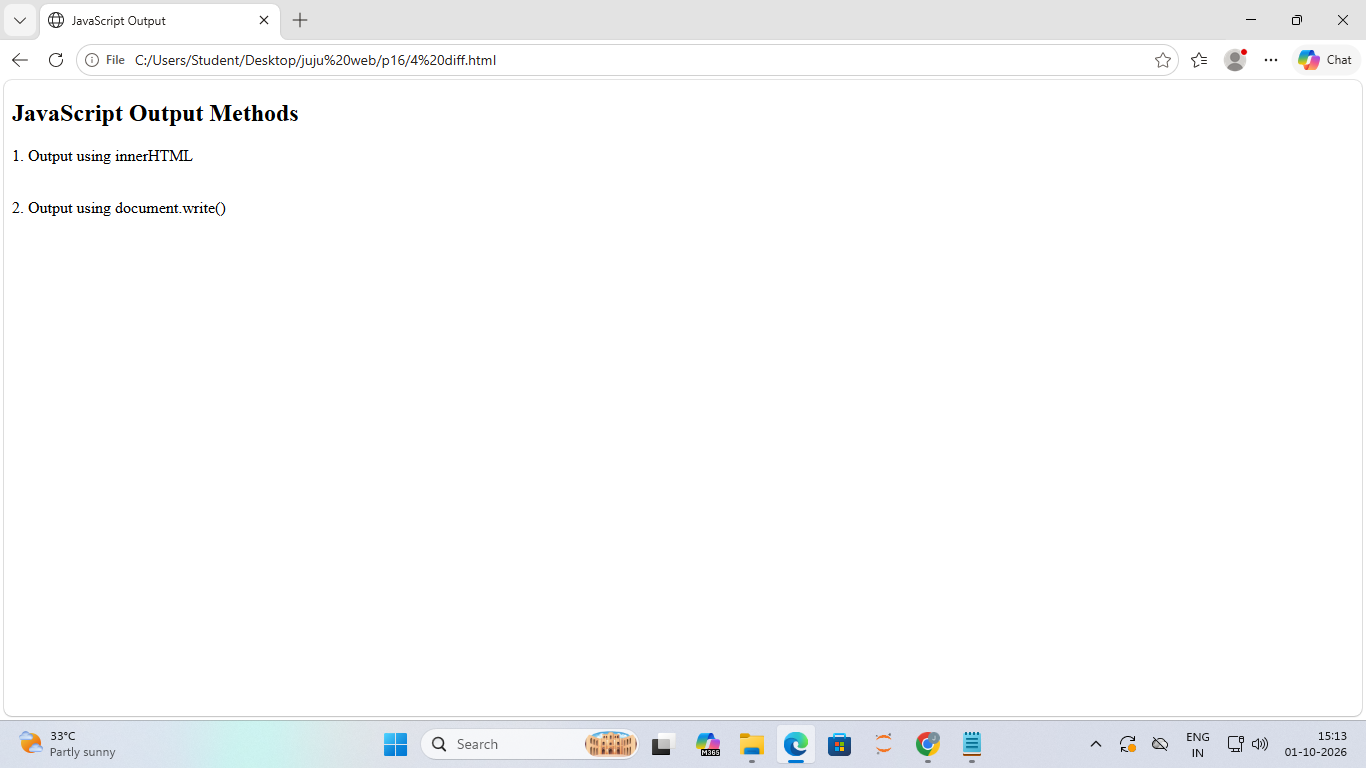 JavaScript Output
File C:/Users/Student/Desktop/juju%20web/p16/4%20diff.html
Chat
JavaScript Output Methods
1. Output using innerHTML
2. Output using document.write()
33°C
Partly sunny
Search
M365
ENG
IN
15:13
01-10-2026